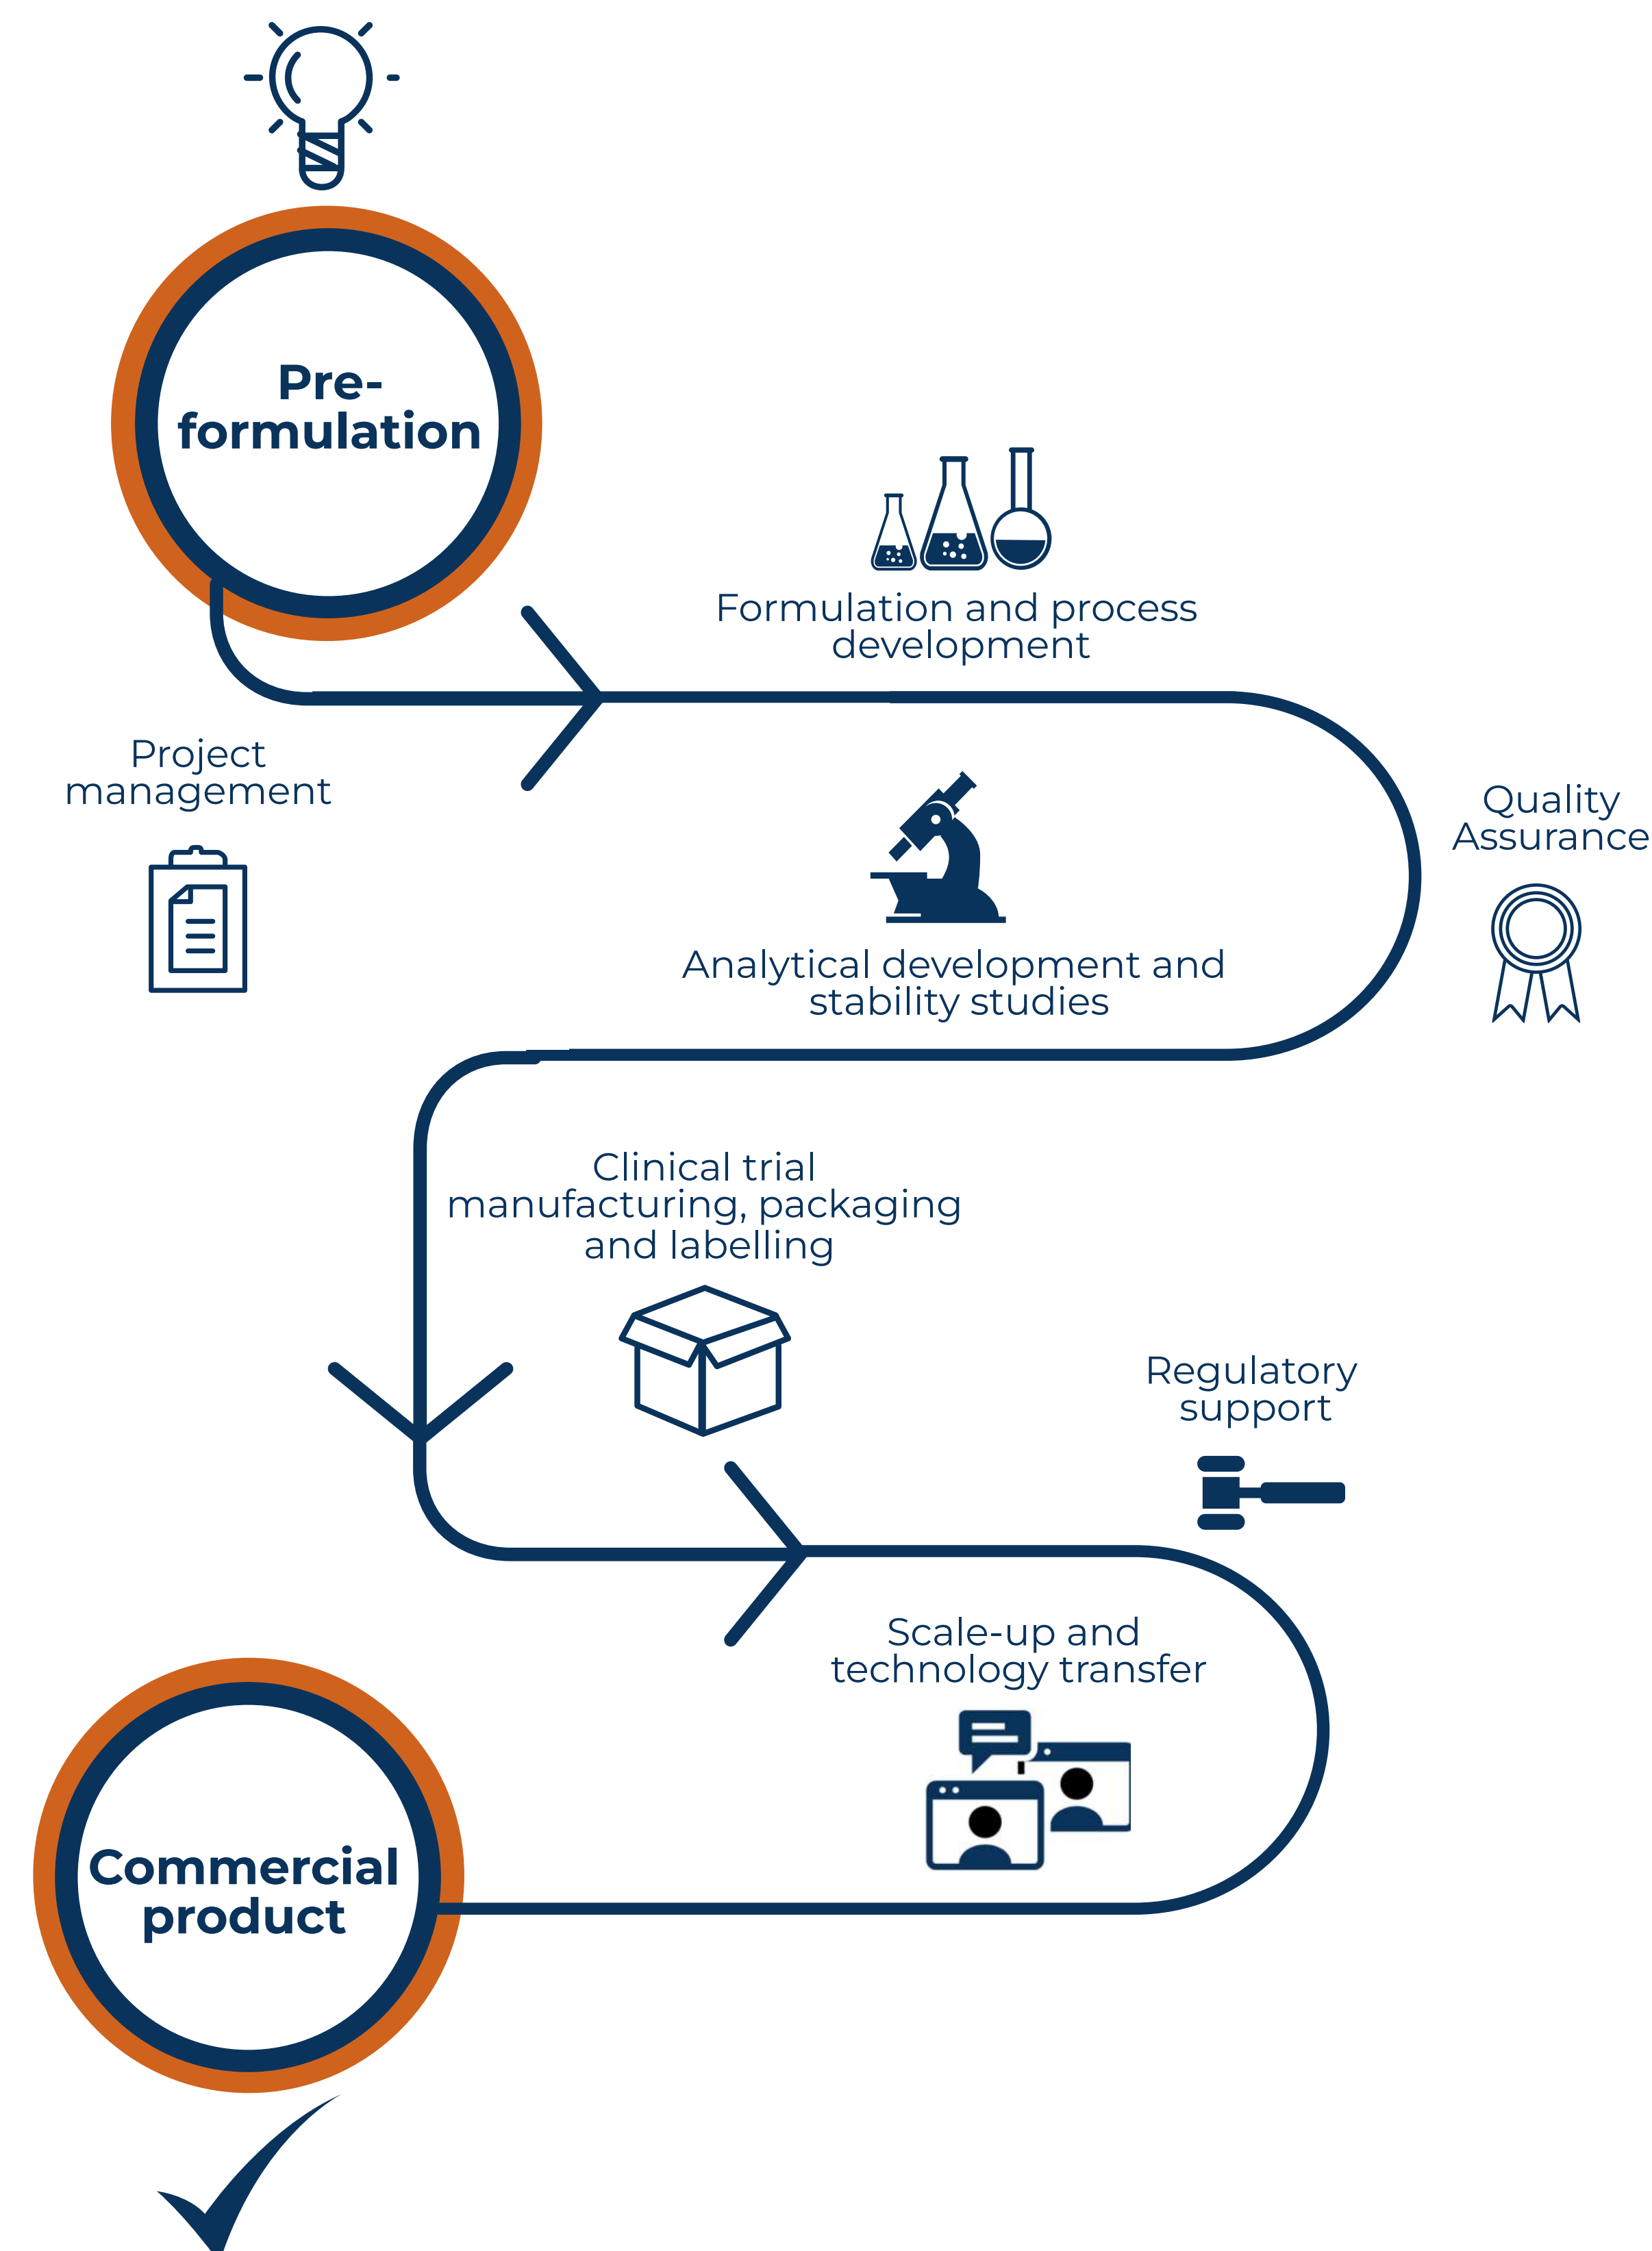 Pre-
formulation
Formulation and process
development
Project
management
Quality
Assurance
Analytical development and
stability studies
Clinical trial
manufacturing, packaging
and labelling
Regulatory
support
Scale-up and
technology transfer
Commercial
product